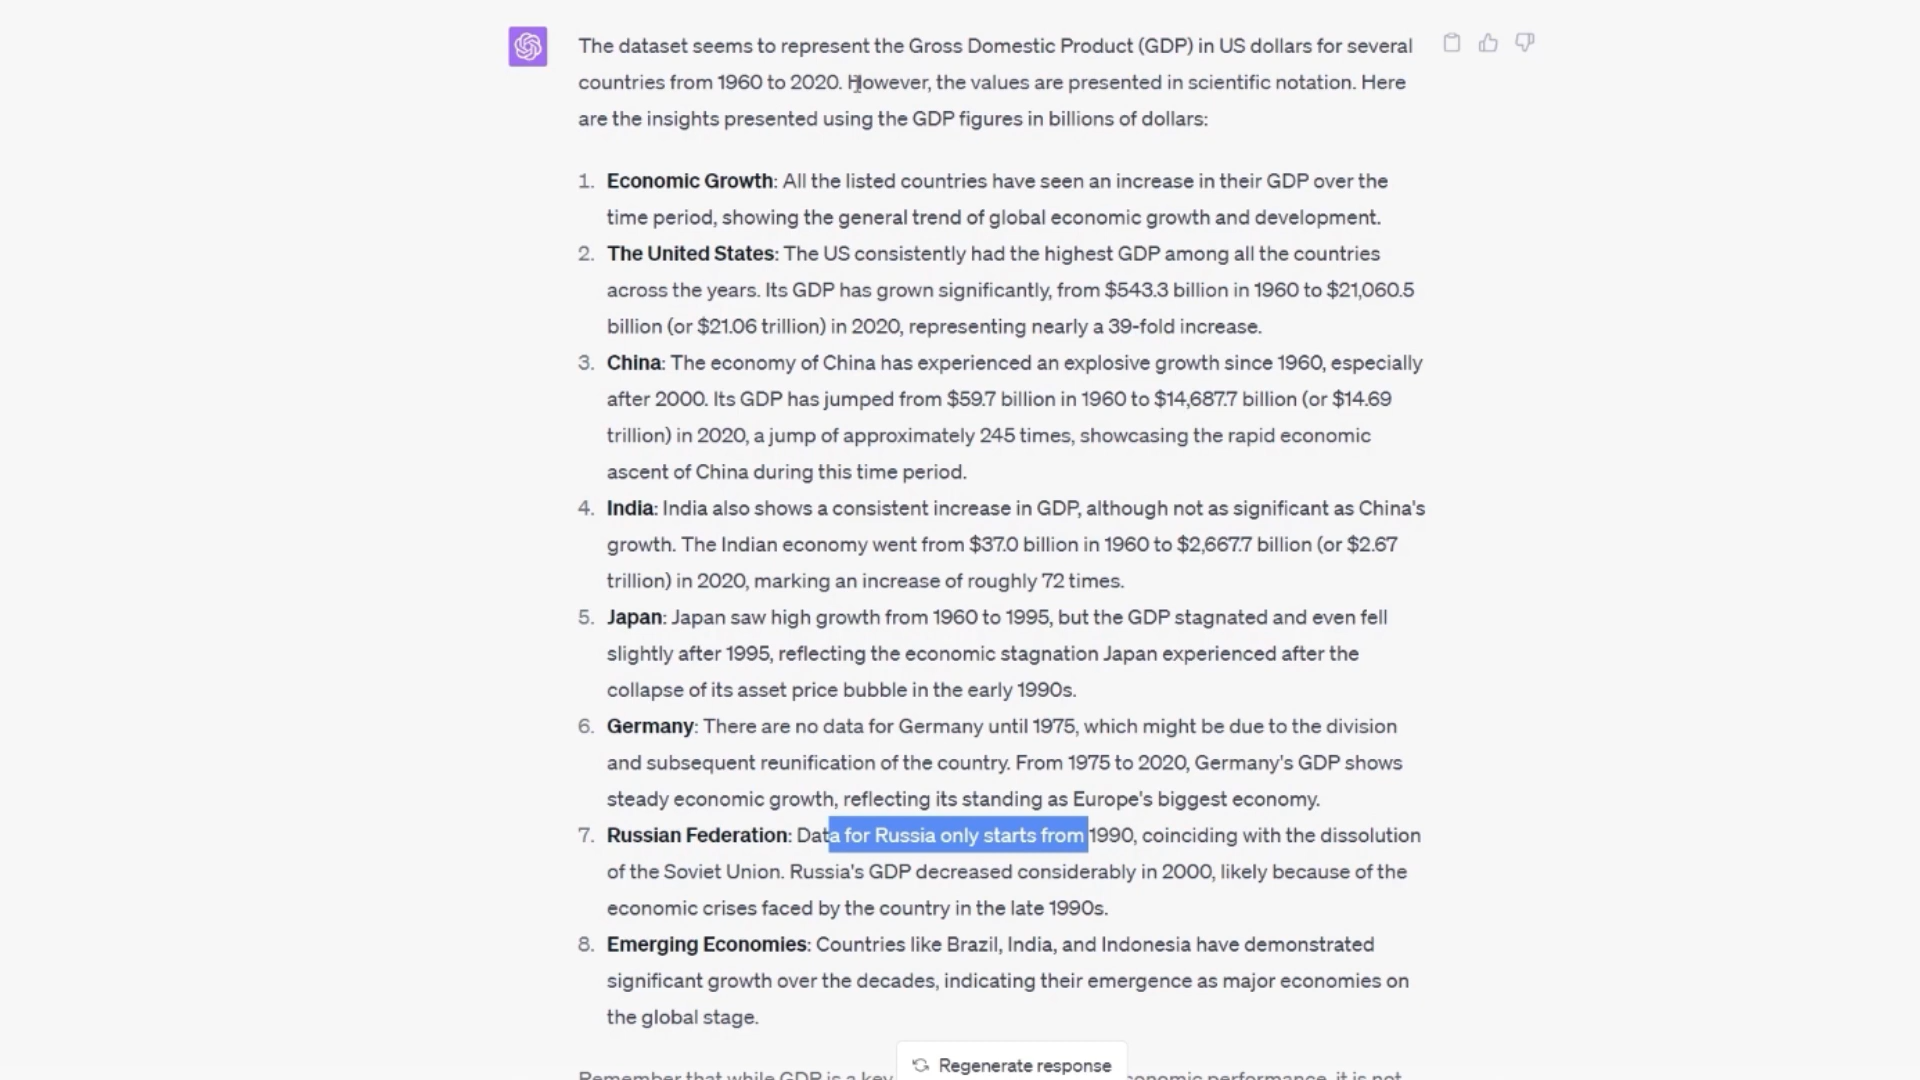 The dataset seems to represent the Gross Domestic Product (GDP) in US dollars for several
countries from 1960 to 2020. However, the values are presented in scientific notation. Here
are the insights presented using the GDP figures in billions of dollars:
1. Economic Growth: All the listed countries have seen an increase in their GDP over the
time period, showing the general trend of global economic growth and development.
2. The United States: The US consistently had the highest GDP among all the countries
across the years. Its GDP has grown significantly, from $543.3 billion in 1960 to $21,060.5
billion (or $21.06 trillion) in 2020, representing nearly a 39-fold increase.
3. China: The economy of China has experienced an explosive growth since 1960, especially
after 2000. Its GDP has jumped from $59.7 billion in 1960 to $14,687.7 billion (or $14.69
trillion) in 2020, a jump of approximately 245 times, showcasing the rapid economic
ascent of China during this time period.
4. India: India also shows a consistent increase in GDP, although not as significant as China's
growth. The Indian economy went from $37.0 billion in 1960 to $2,667.7 billion (or $2.67
trillion) in 2020, marking an increase of roughly 72 times.
5. Japan: Japan saw high growth from 1960 to 1995, but the GDP stagnated and even fell
slightly after 1995, reflecting the economic stagnation Japan experienced after the
collapse of its asset price bubble in the early 1990s.
6. Germany: There are no data for Germany until 1975, which might be due to the division
and subsequent reunification of the country. From 1975 to 2020, Germany's GDP shows
steady economic growth, reflecting its standing as Europe's biggest economy.
7. Russian Federation: Data for Russia only starts from 1990, coinciding with the dissolution
of the Soviet Union. Russia's GDP decreased considerably in 2000, likely because of the
economic crises faced by the country in the late 1990s.
8. Emerging Economies: Countries like Brazil, India, and Indonesia have demonstrated
significant growth over the decades, indicating their emergence as major economies on
the global stage.
Regenerate response
Remember that while GDP is a key economic performance, it is not